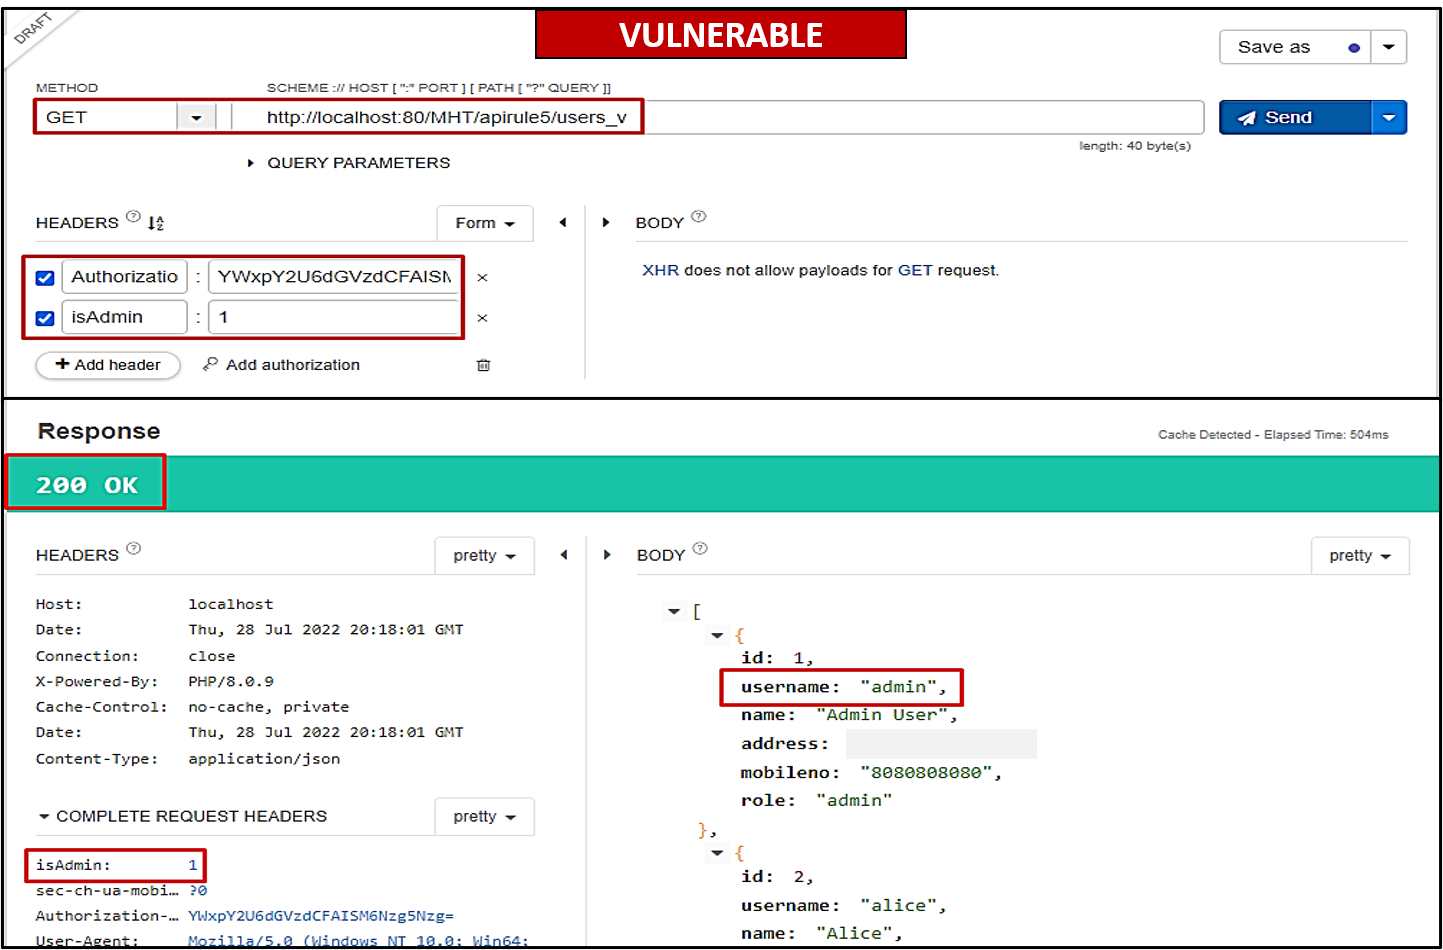 DRAFT
VULNERABLE
Save as
METHOD
SCHEME :// HOST [ ":" PORT ] [ PATH [ "?" QUERY ]]
GET
http://localhost:80/MHT/apirule5/users_v
Send
length: 40 byte(s)
QUERY PARAMETERS
HEADERS ? Form
BODY ?
Authorizatio : YWxpY2U6dGVzdCFAISM
XHR does not allow payloads for GET request.
isAdmin : 1
+ Add header Add authorization
Response
Cache Detected - Elapsed Time: 504ms
200 OK
HEADERS ? pretty
BODY ? pretty
Host: localhost
Date: Thu, 28 Jul 2022 20:18:01 GMT
Connection: close
X-Powered-By: PHP/8.0.9
Cache-Control: no-cache, private
Date: Thu, 28 Jul 2022 20:18:01 GMT
Content-Type: application/json
COMPLETE REQUEST HEADERS pretty
isAdmin: 1
sec-ch-ua-mobi… ?0
Authorization-… YWxpY2U6dGVzdCFAISM6Nzg5Nzg=
User-Agent: Mozilla/5.0 (Windows NT 10.0; Win64;
[
{
id: 1,
username: "admin",
name: "Admin User",
address:
mobileno: "8080808080",
role: "admin"
},
{
id: 2,
username: "alice",
name: "Alice",